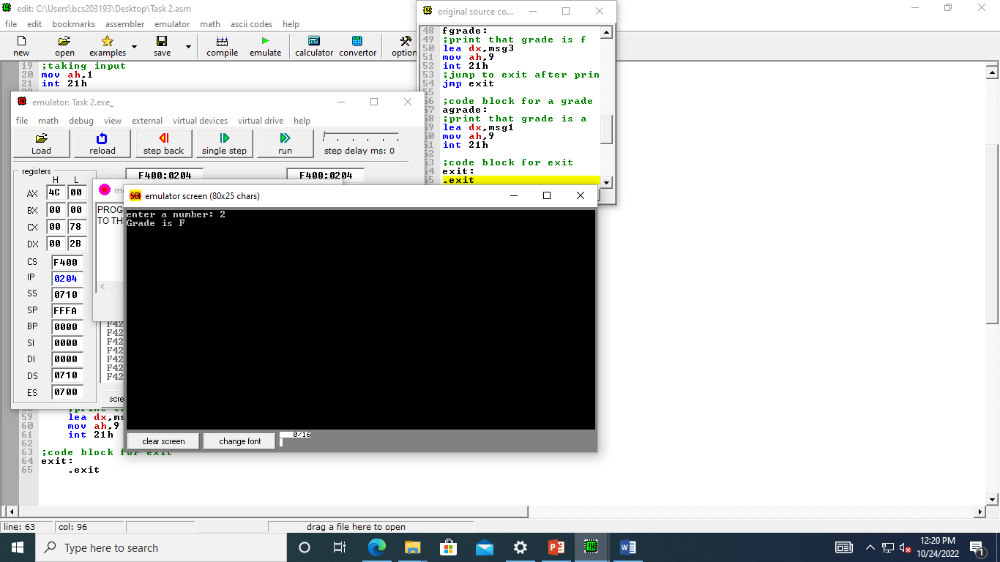 edit: C:\Users\bcs203193\Desktop\Task 2.asm
file edit bookmarks assembler emulator math ascii codes help
new open examples save compile emulate calculator convertor option
19 ;taking input
20 mov ah,1
21 int 21h
original source co...
48 fgrade:
49 ;print that grade is f
50 lea dx,msg3
51 mov ah,9
52 int 21h
53 ;jump to exit after prin
54 jmp exit
55
56 ;code block for a grade
57 agrade:
58 ;print that grade is a
59 lea dx,msg1
60 mov ah,9
61 int 21h
62
63 ;code block for exit
64 exit:
65 .exit
emulator: Task 2.exe_
file math debug view external virtual devices virtual drive help
Load reload step back single step run step delay ms: 0
registers F400:0204 F400:0204
H L
AX 4C 00
BX 00 00
CX 00 78
DX 00 2B
CS F400
IP 0204
SS 0710
SP FFFA
BP 0000
SI 0000
DI 0000
DS 0710
ES 0700
PROG
TO TH
F42
F42
F42
F42
F42
F42
F42
scre
emulator screen (80x25 chars)
enter a number: 2
Grade is F
clear screen change font 0/16
59 lea dx,ms
60 mov ah,9
61 int 21h
62
63 ;code block for exit
64 exit:
65 .exit
line: 63 col: 96 drag a file here to open
Type here to search
12:20 PM
10/24/2022
1